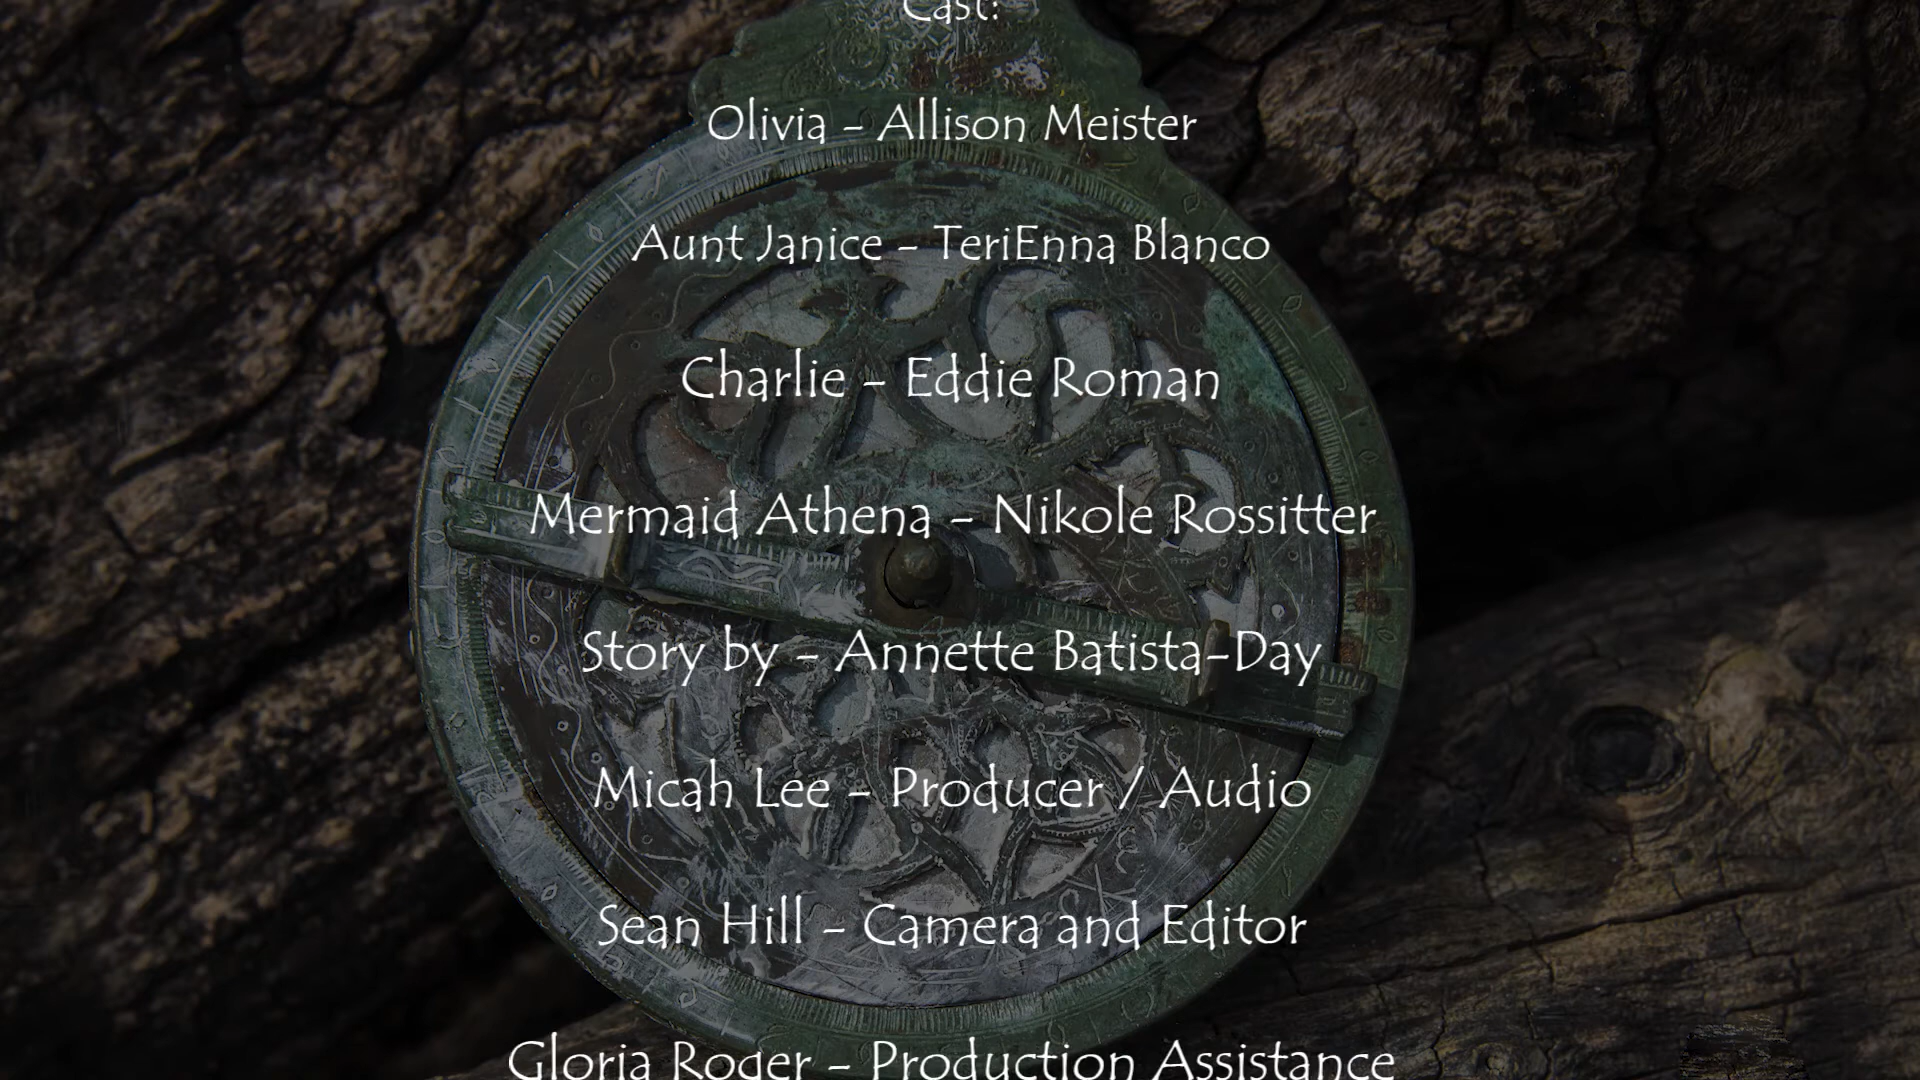 Cast:
Olivia - Allison Meister
Aunt Janice - TeriEnna Blanco
Charlie - Eddie Roman
Mermaid Athena - Nikole Rossitter
Story by - Annette Batista-Day
Micah Lee - Producer / Audio
Sean Hill - Camera and Editor
Gloria Roger - Production Assistance